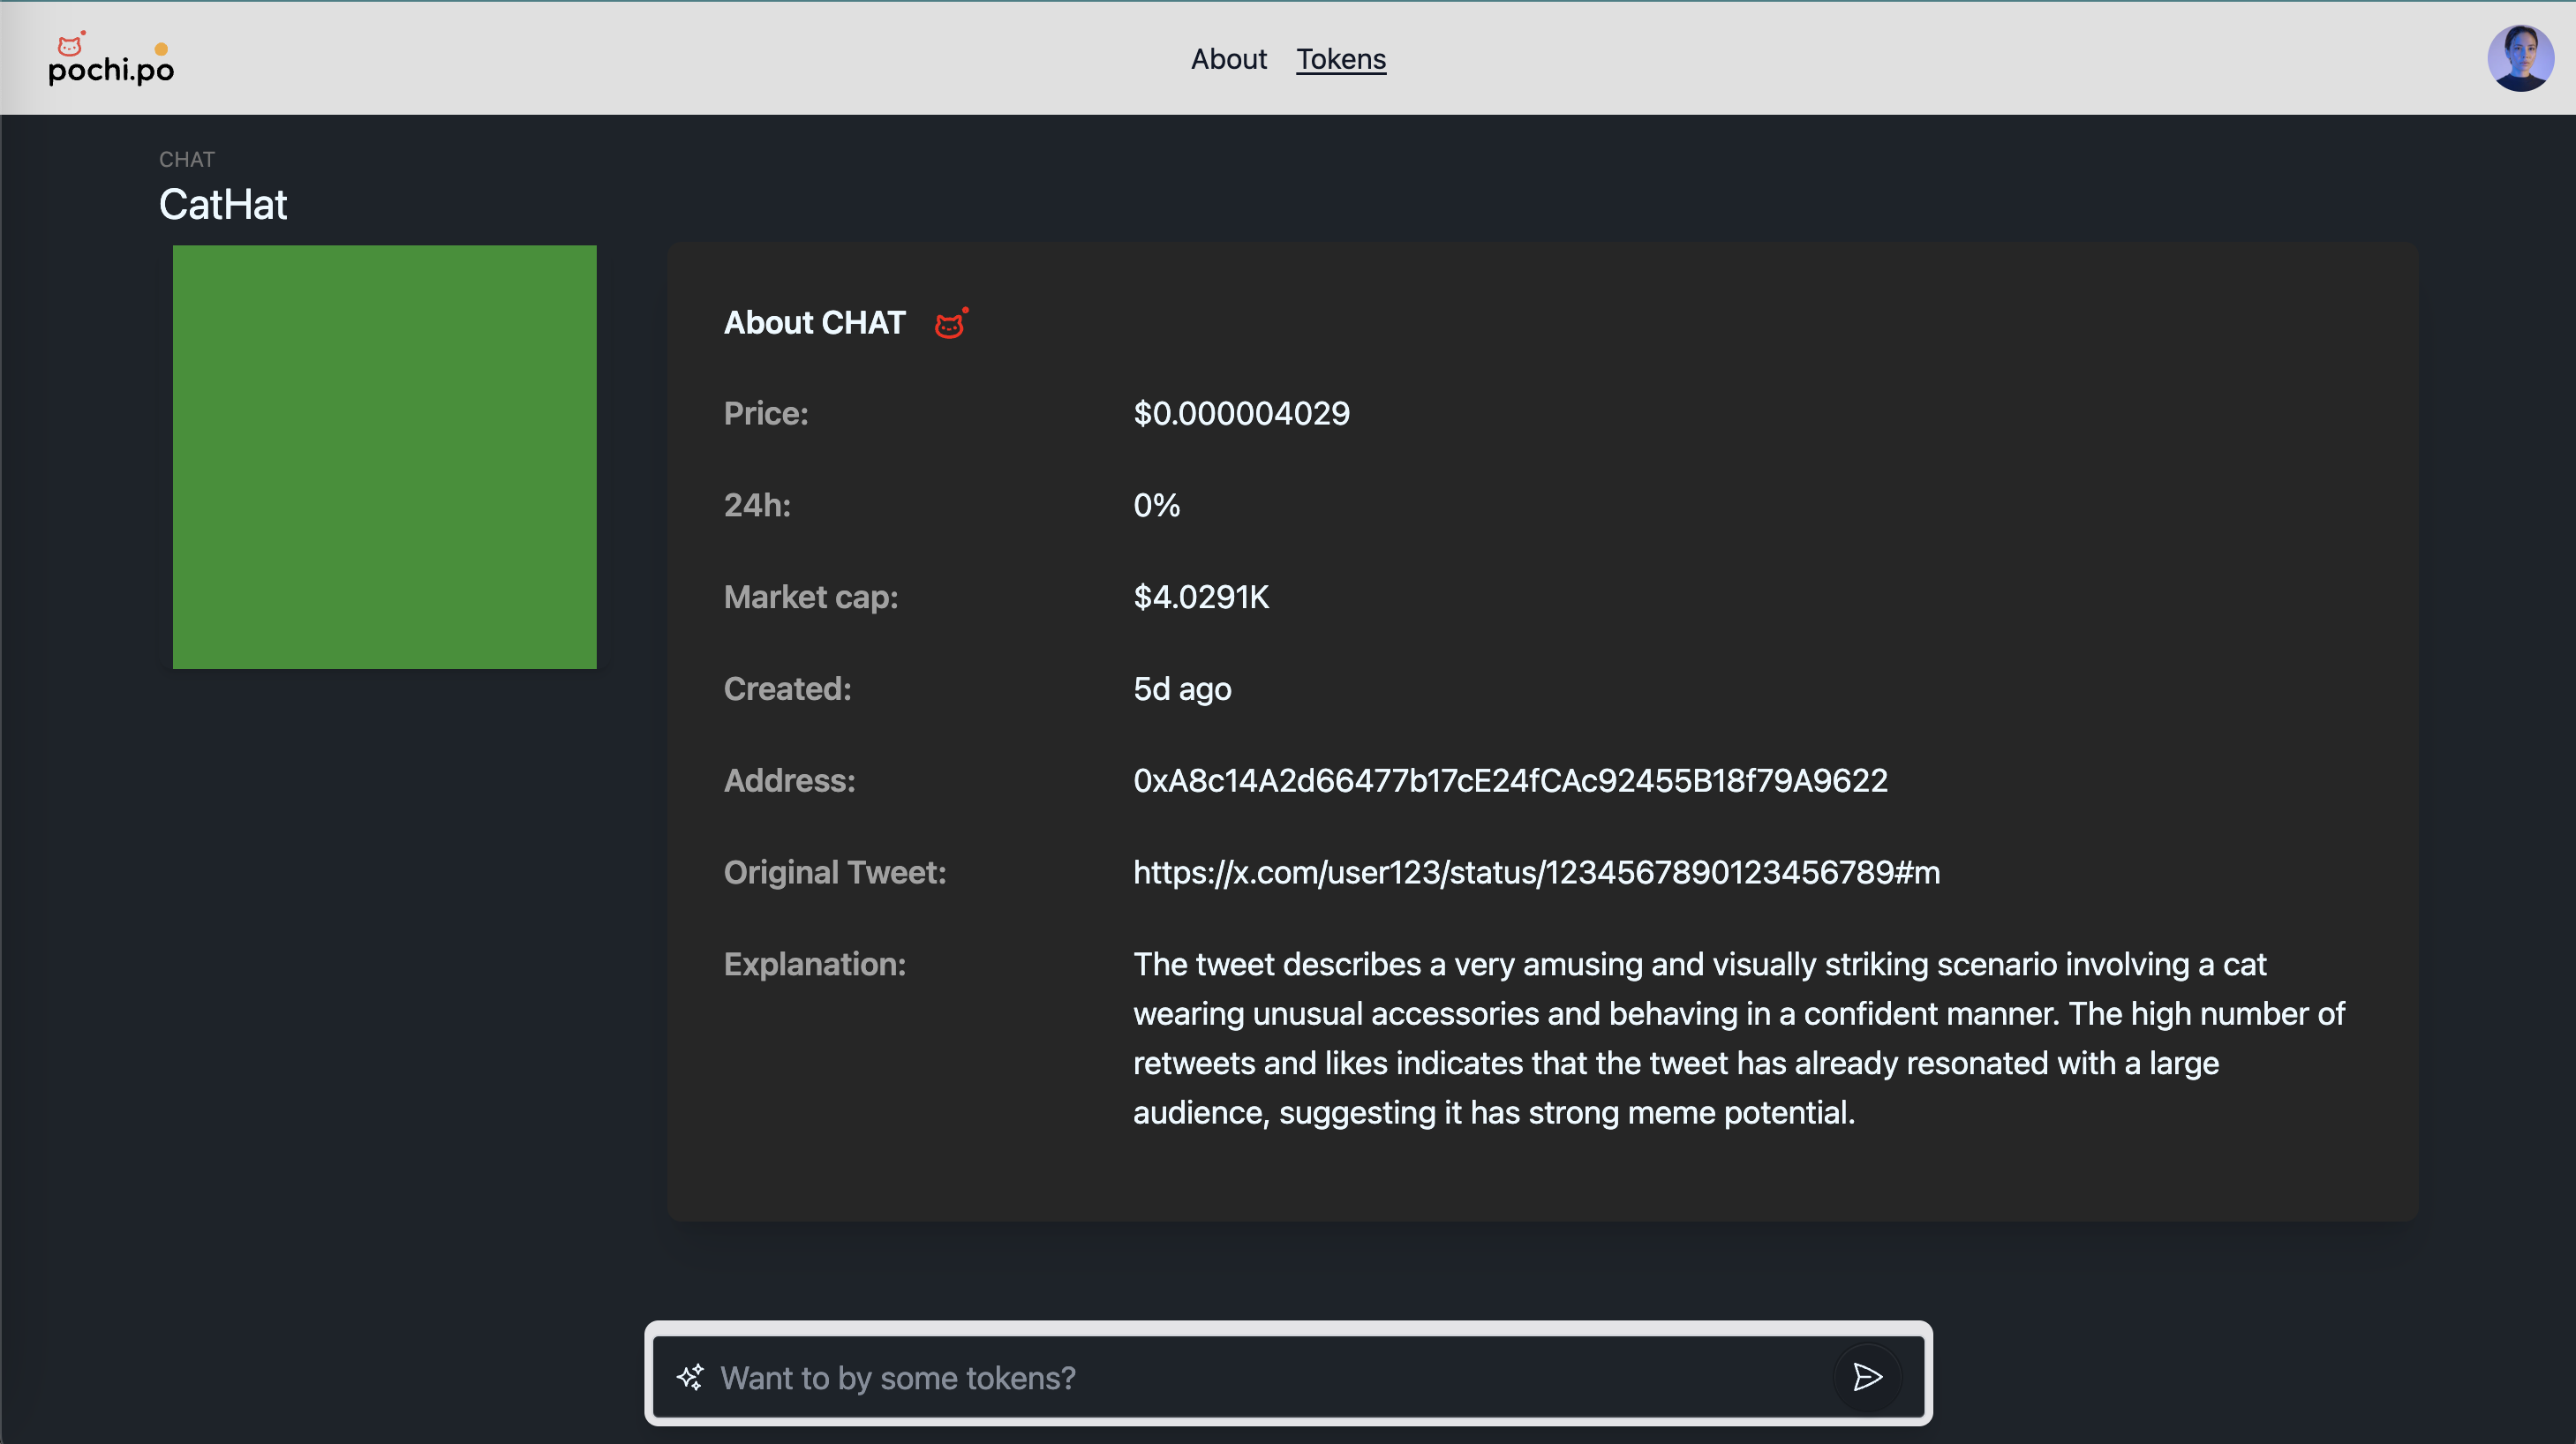 pochi.po
About Tokens
CHAT
CatHat
About CHAT
Price: $0.000004029
24h: 0%
Market cap: $4.0291K
Created: 5d ago
Address: 0xA8c14A2d66477b17cE24fCAc92455B18f79A9622
Original Tweet: https://x.com/user123/status/1234567890123456789#m
Explanation: The tweet describes a very amusing and visually striking scenario involving a cat
wearing unusual accessories and behaving in a confident manner. The high number of
retweets and likes indicates that the tweet has already resonated with a large
audience, suggesting it has strong meme potential.
Want to by some tokens?